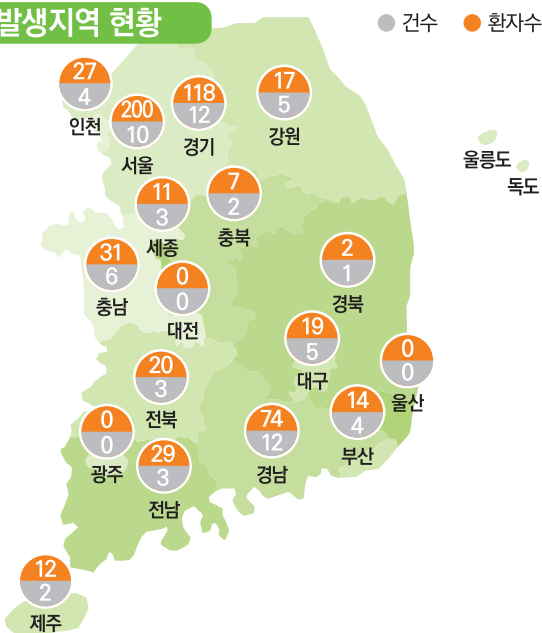 발생지역 현황
건수
환자수
27
4
인천
200
10
서울
118
12
경기
17
5
강원
울릉도
독도
11
3
세종
7
2
충북
31
6
충남
0
0
대전
2
1
경북
19
5
대구
0
0
울산
20
3
전북
14
4
부산
0
0
광주
29
3
전남
74
12
경남
12
2
제주